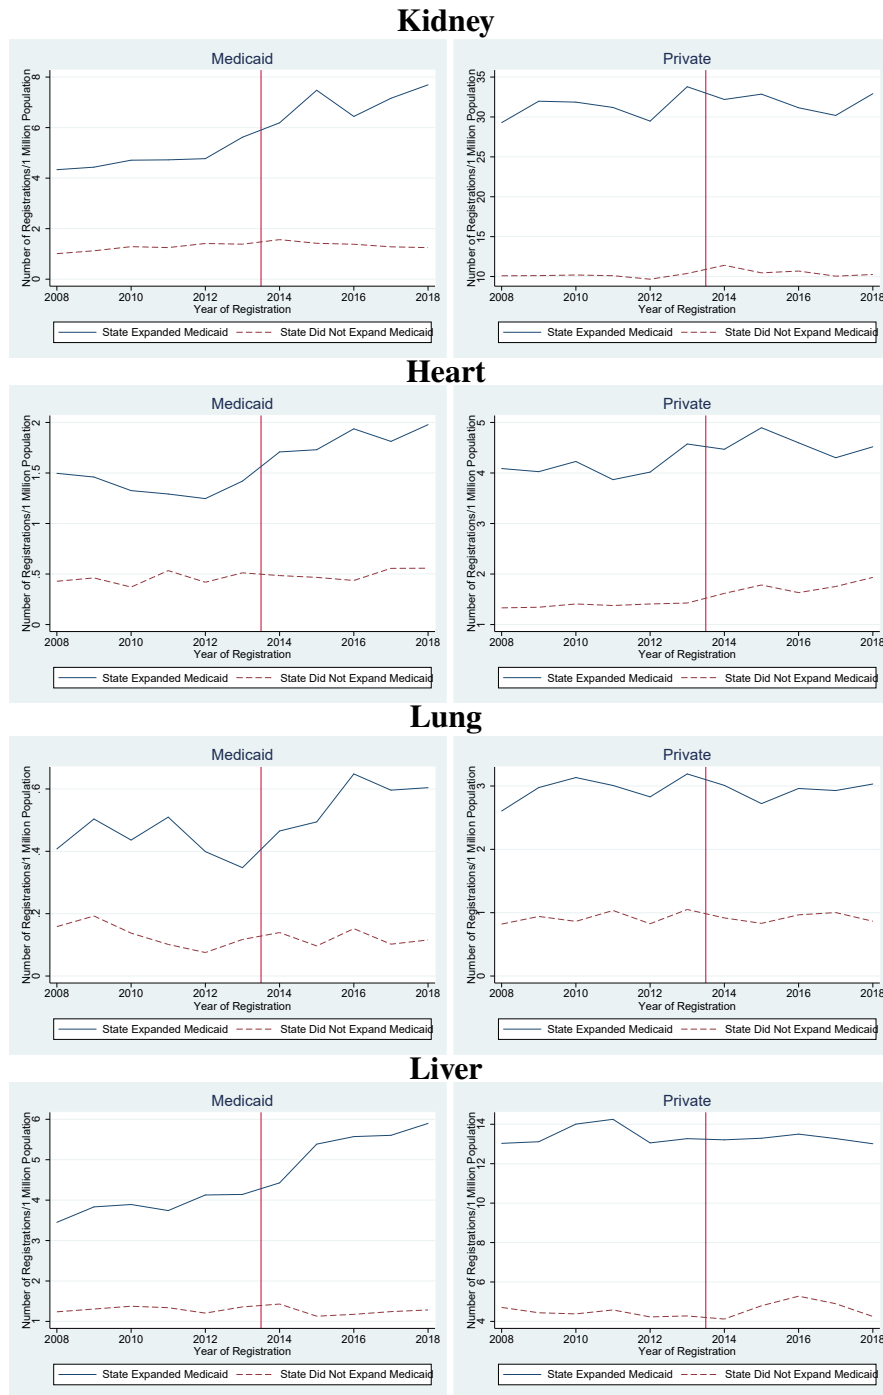 Kidney
Medicaid
Number of Registrations/1 Million Population
0 2 4 6 8
2008 2010 2012 2014 2016 2018
Year of Registration
State Expanded Medicaid State Did Not Expand Medicaid
Private
Number of Registrations/1 Million Population
10 15 20 25 30 35
2008 2010 2012 2014 2016 2018
Year of Registration
State Expanded Medicaid State Did Not Expand Medicaid
Heart
Medicaid
Number of Registrations/1 Million Population
0 .5 1 1.5 2
2008 2010 2012 2014 2016 2018
Year of Registration
State Expanded Medicaid State Did Not Expand Medicaid
Private
Number of Registrations/1 Million Population
1 2 3 4 5
2008 2010 2012 2014 2016 2018
Year of Registration
State Expanded Medicaid State Did Not Expand Medicaid
Lung
Medicaid
Number of Registrations/1 Million Population
0 .2 .4 .6
2008 2010 2012 2014 2016 2018
Year of Registration
State Expanded Medicaid State Did Not Expand Medicaid
Private
Number of Registrations/1 Million Population
0 1 2 3
2008 2010 2012 2014 2016 2018
Year of Registration
State Expanded Medicaid State Did Not Expand Medicaid
Liver
Medicaid
Number of Registrations/1 Million Population
1 2 3 4 5 6
2008 2010 2012 2014 2016 2018
Year of Registration
State Expanded Medicaid State Did Not Expand Medicaid
Private
Number of Registrations/1 Million Population
4 6 8 10 12 14
2008 2010 2012 2014 2016 2018
Year of Registration
State Expanded Medicaid State Did Not Expand Medicaid